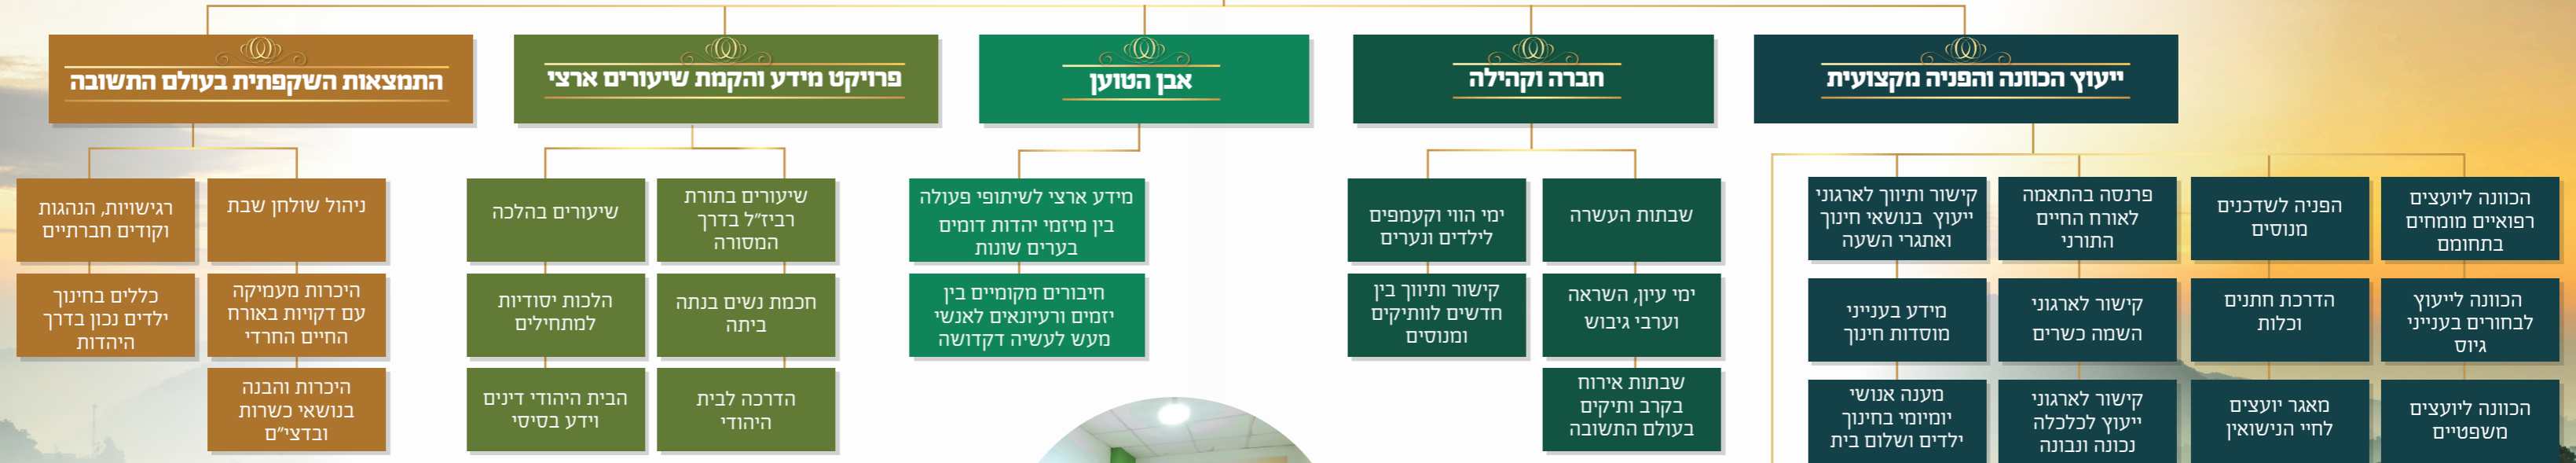 ייעוץ הכוונה והפניה מקצועית
הכוונה ליועצים
רפואיים מומחים
בתחומם
הפניה לשדכנים
מנוסים
פרנסה בהתאמה
לאורח החיים
התורני
קישור ותיווך לארגוני
ייעוץ בנושאי חינוך
ואתגרי השעה
הכוונה לייעוץ
לבחורים בענייני
גיוס
הדרכת חתנים
וכלות
קישור לארגוני
השמה כשרים
מידע בענייני
מוסדות חינוך
הכוונה ליועצים
משפטיים
מאגר יועצים
לחיי הנישואין
קישור לארגוני
ייעוץ לכלכלה
נכונה ונבונה
מענה אנושי
יומיומי בחינוך
ילדים ושלום בית
חברה וקהילה
שבתות העשרה
ימי הווי וקעמפים
לילדים ונערים
ימי עיון, השראה
וערבי גיבוש
קישור ותיווך בין
חדשים לוותיקים
ומנוסים
שבתות אירוח
בקרב ותיקים
בעולם התשובה
אבן הטוען
מידע ארצי לשיתופי פעולה
בין מיזמי יהדות דומים
בערים שונות
חיבורים מקומיים בין
יזמים ורעיונאים לאנשי
מעש לעשיה דקדושה
פרויקט מידע והקמת שיעורים ארצי
שיעורים בתורת
רביז״ל בדרך
המסורה
שיעורים בהלכה
חכמת נשים בנתה
ביתה
הלכות יסודיות
למתחילים
הדרכה לבית
היהודי
הבית היהודי דינים
וידע בסיסי
התמצאות השקפתית בעולם התשובה
ניהול שולחן שבת
רגישויות, הנהגות
וקודים חברתיים
היכרות מעמיקה
עם דקויות באורח
החיים החרדי
כללים בחינוך
ילדים נכון בדרך
היהדות
היכרות והבנה
בנושאי כשרות
ובדצי״ם